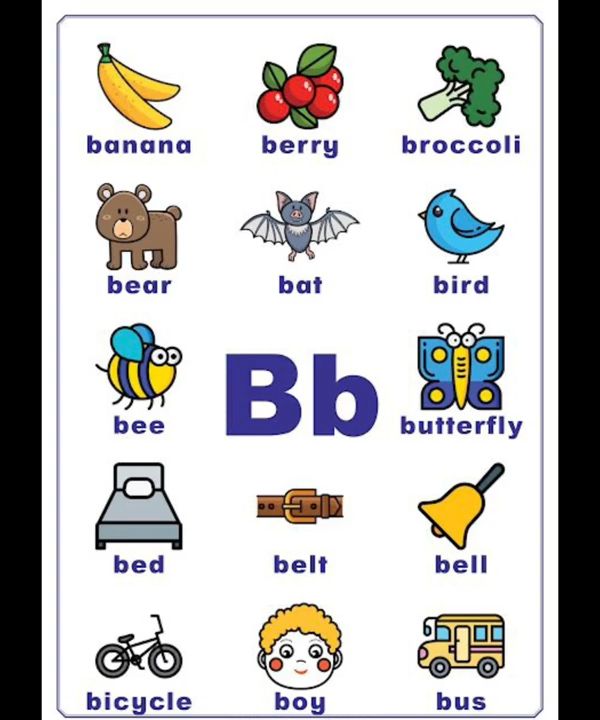 banana
berry
broccoli
bear
bat
bird
bee
Bb
butterfly
bed
belt
bell
bicycle
boy
bus